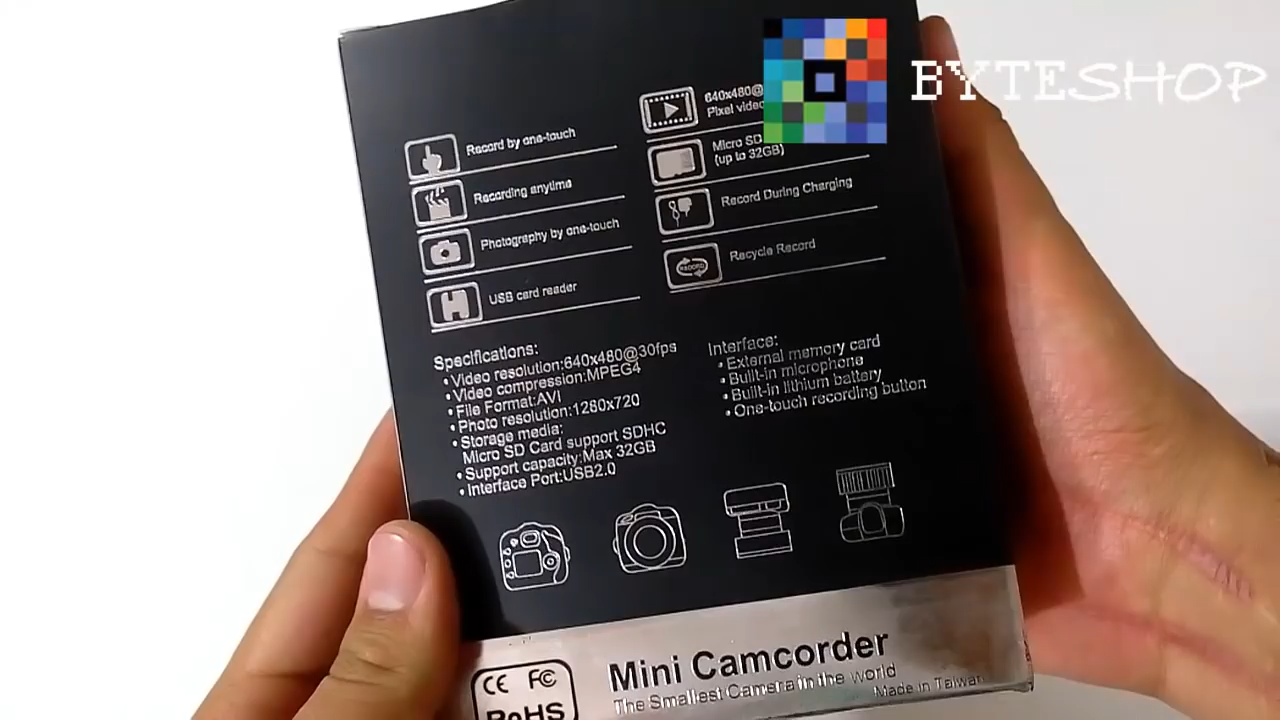 BYTESHOP
Record by one-touch
Recording anytime
Photography by one-touch
USB card reader
640x480@
Pixel video
Micro SD
(up to 32GB)
Record During Charging
RECORD
Recycle Record
Specifications:
•Video resolution:640x480@30fps
•Video compression:MPEG4
•File Format:AVI
•Photo resolution:1280x720
•Storage media:
Micro SD Card support SDHC
•Support capacity:Max 32GB
•Interface Port:USB2.0
Interface:
•External memory card
•Built-in microphone
•Built-in lithium battery
•One-touch recording button
CE FC
RoHS
Mini Camcorder
The Smallest Camera in the world
Made in Taiwan